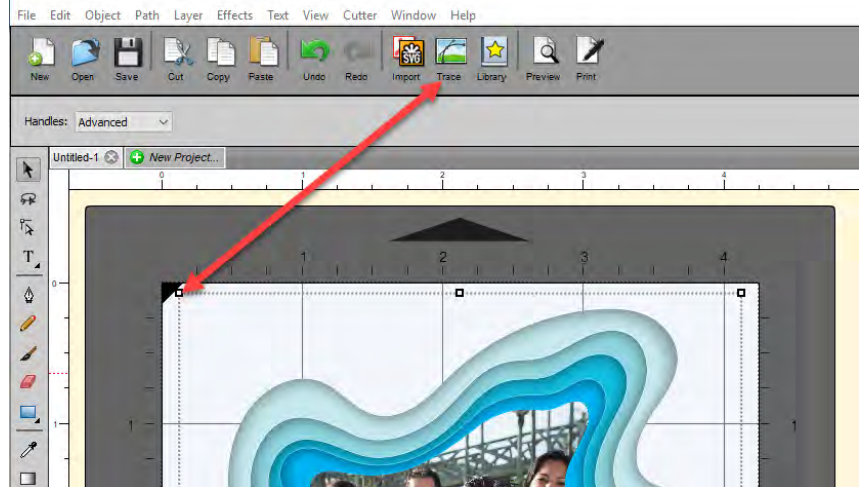 File Edit Object Path Layer Effects Text View Cutter Window Help
SVG
New Open Save Cut Copy Paste Undo Redo Import Trace Library Preview Print
Handles: Advanced
Untitled-1 New Project...
0 1 2 3 4
1 2 3 4
T
0
1 1 1